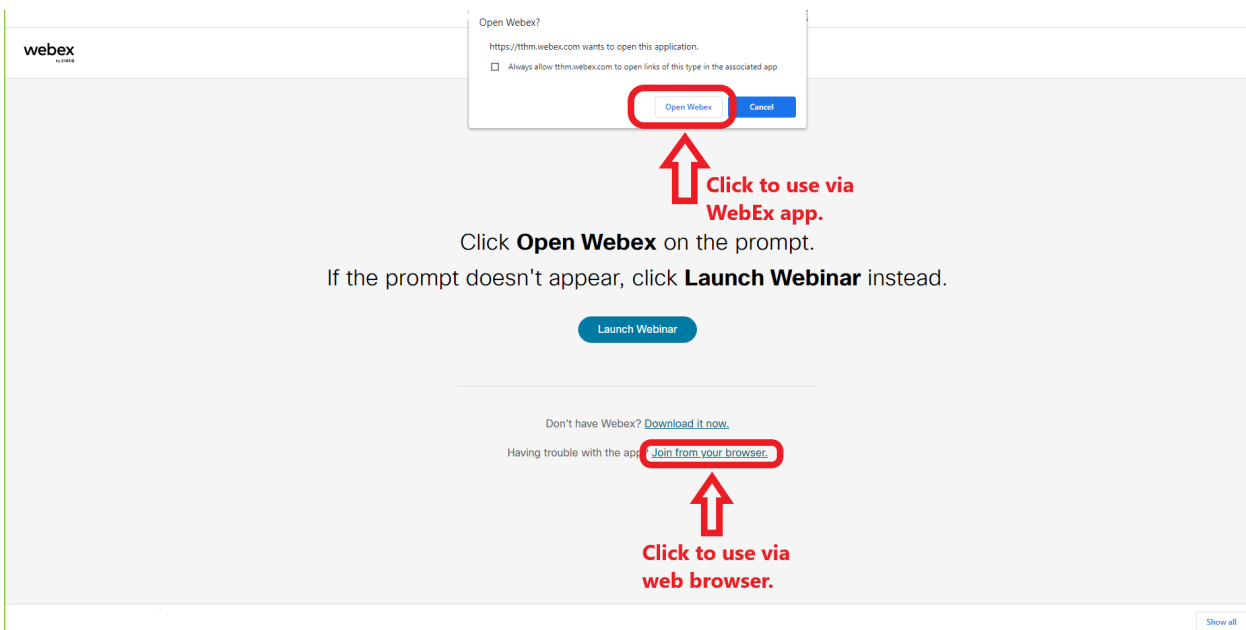 Open Webex?
https://tthm.webex.com wants to open this application.
Always allow tthm.webex.com to open links of this type in the associated app
Open Webex Cancel
webex
by CISCO
Click to use via
WebEx app.
Click Open Webex on the prompt.
If the prompt doesn't appear, click Launch Webinar instead.
Launch Webinar
Don't have Webex? Download it now.
Having trouble with the app? Join from your browser.
Click to use via
web browser.
Show all